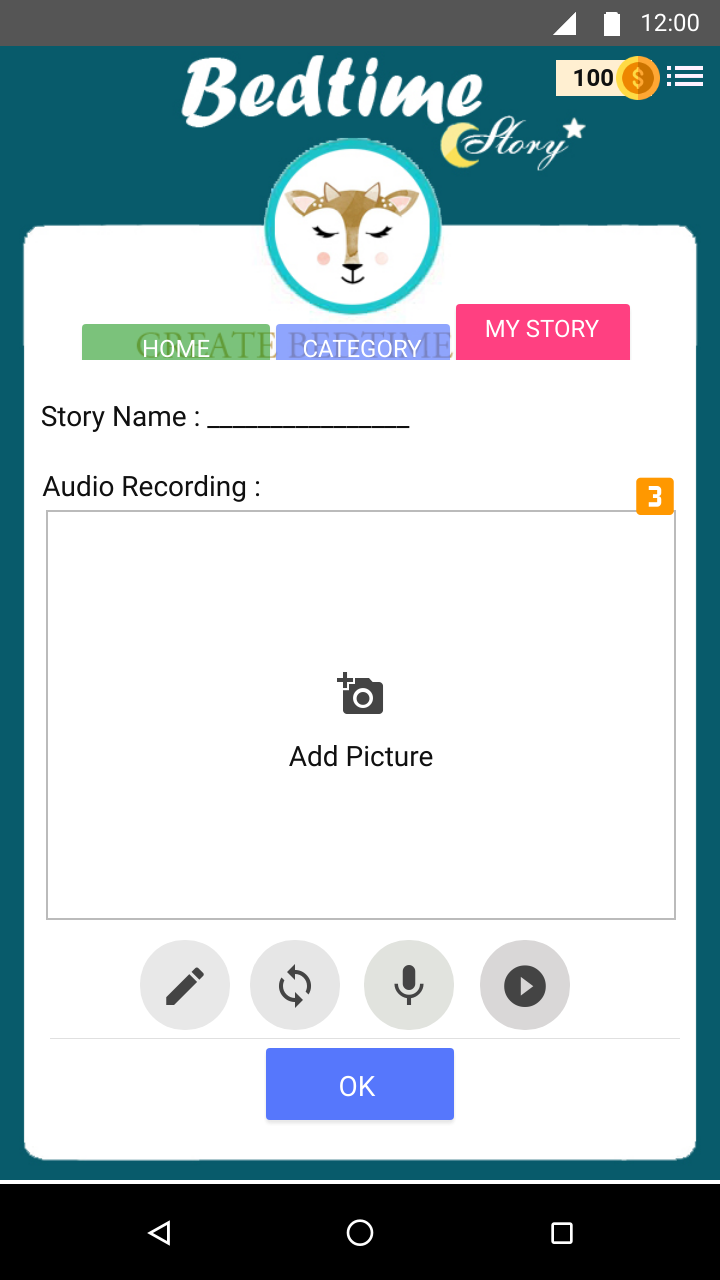 12:00
Bedtime
Story
100 $
CREATE BEDTIME
HOME CATEGORY MY STORY
Story Name : ________________
Audio Recording :
3
Add Picture
OK